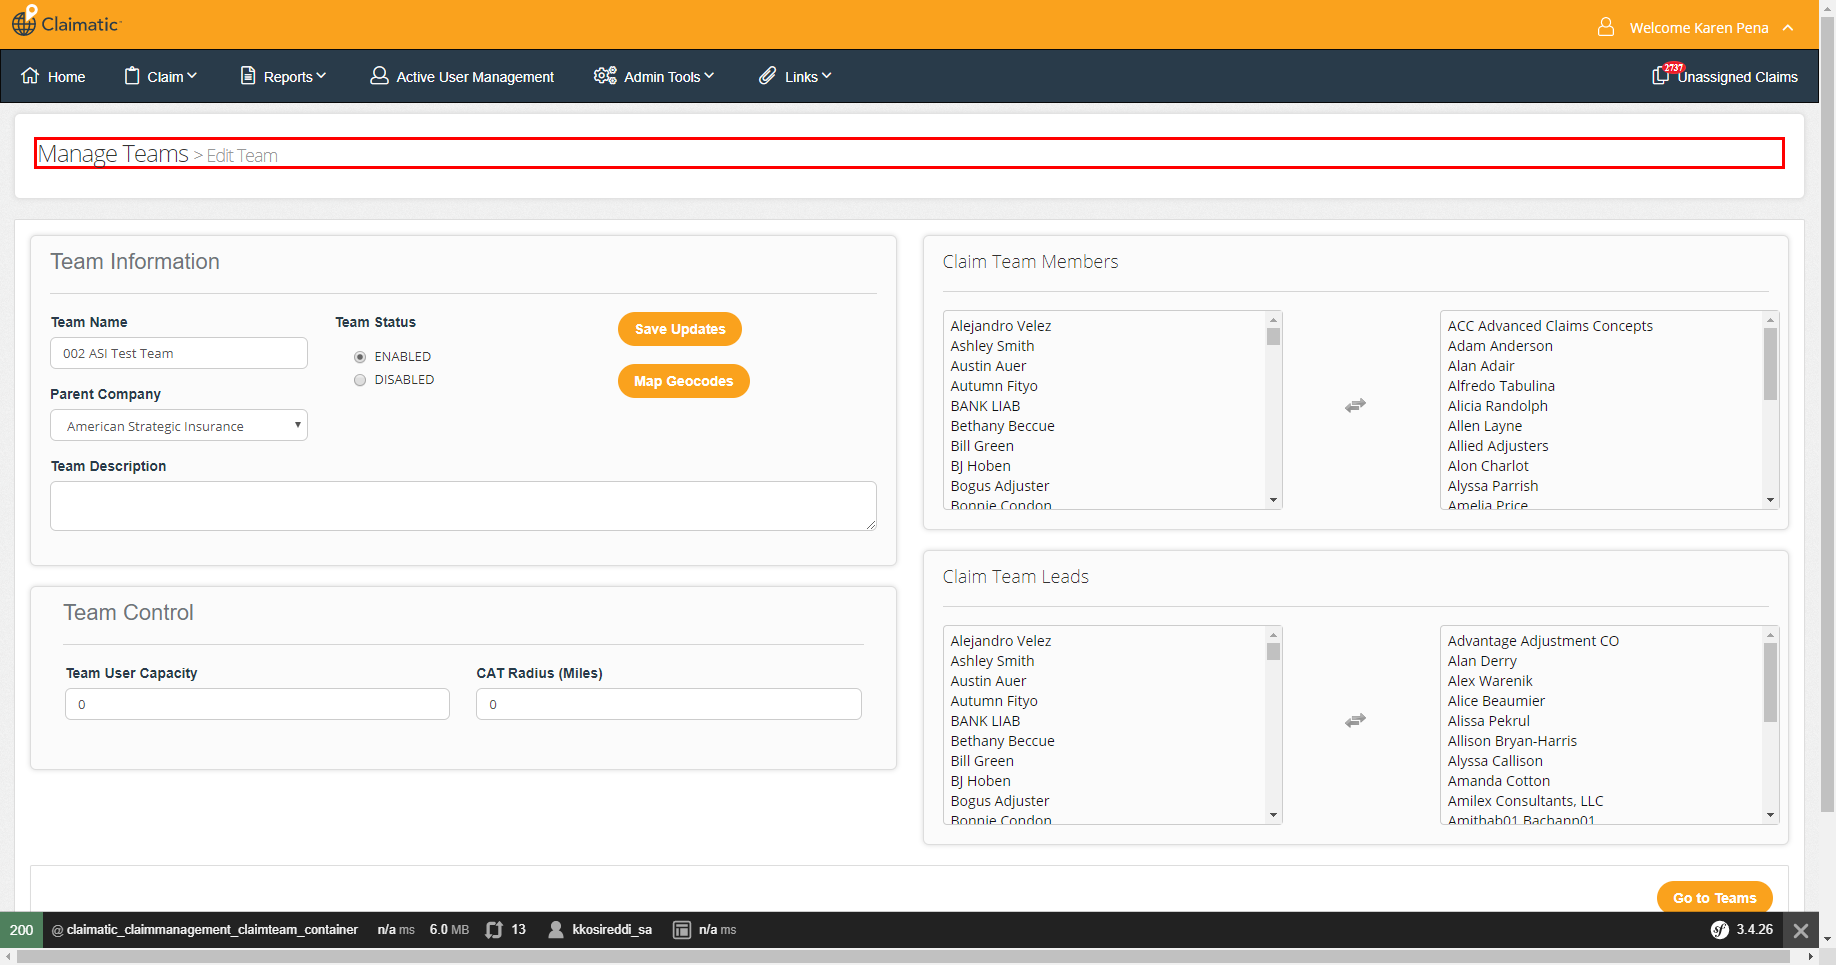 Claimatic
Welcome Karen Pena
Home
Claim
Reports
Active User Management
Admin Tools
Links
2737
Unassigned Claims
Manage Teams > Edit Team
Team Information
Team Name
002 ASI Test Team
Team Status
ENABLED
DISABLED
Save Updates
Map Geocodes
Parent Company
American Strategic Insurance
Team Description
Team Control
Team User Capacity
0
CAT Radius (Miles)
0
Claim Team Members
Alejandro Velez
Ashley Smith
Austin Auer
Autumn Fityo
BANK LIAB
Bethany Beccue
Bill Green
BJ Hoben
Bogus Adjuster
Bonnie Condon
ACC Advanced Claims Concepts
Adam Anderson
Alan Adair
Alfredo Tabulina
Alicia Randolph
Allen Layne
Allied Adjusters
Alon Charlot
Alyssa Parrish
Amelia Price
Claim Team Leads
Alejandro Velez
Ashley Smith
Austin Auer
Autumn Fityo
BANK LIAB
Bethany Beccue
Bill Green
BJ Hoben
Bogus Adjuster
Bonnie Condon
Advantage Adjustment CO
Alan Derry
Alex Warenik
Alice Beaumier
Alissa Pekrul
Allison Bryan-Harris
Alyssa Callison
Amanda Cotton
Amilex Consultants, LLC
Amithab01 Bachann01
Go to Teams
200 @ claimatic_claimmanagement_claimteam_container n/a ms 6.0 MB 13 kkosireddi_sa n/a ms sf 3.4.26